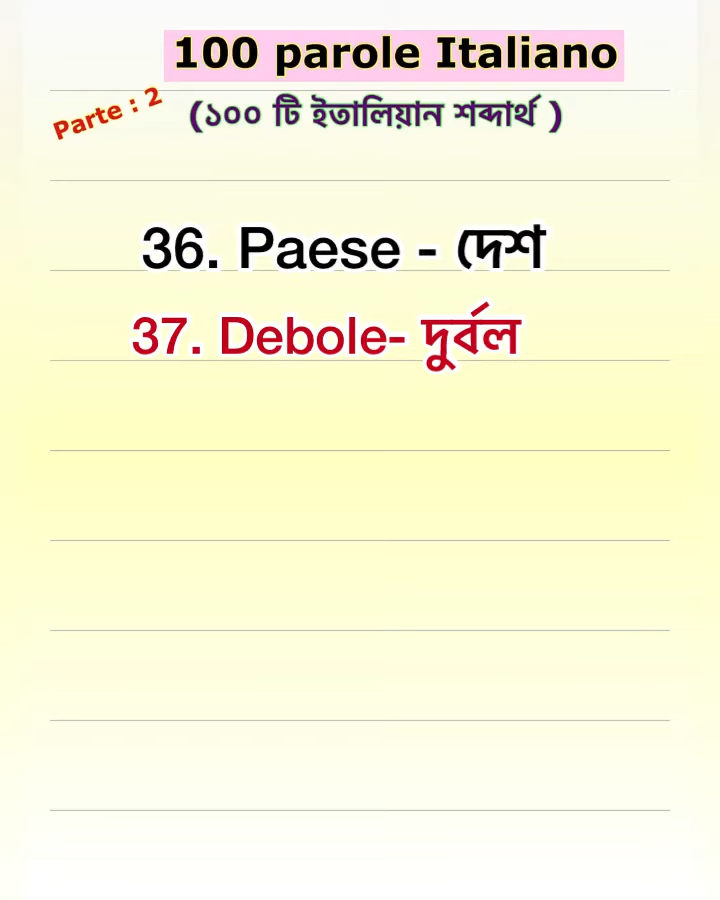 100 parole Italiano
Parte : 2
(১০০ টি ইতালিয়ান শব্দার্থ )
36. Paese - দেশ
37. Debole- দুর্বল